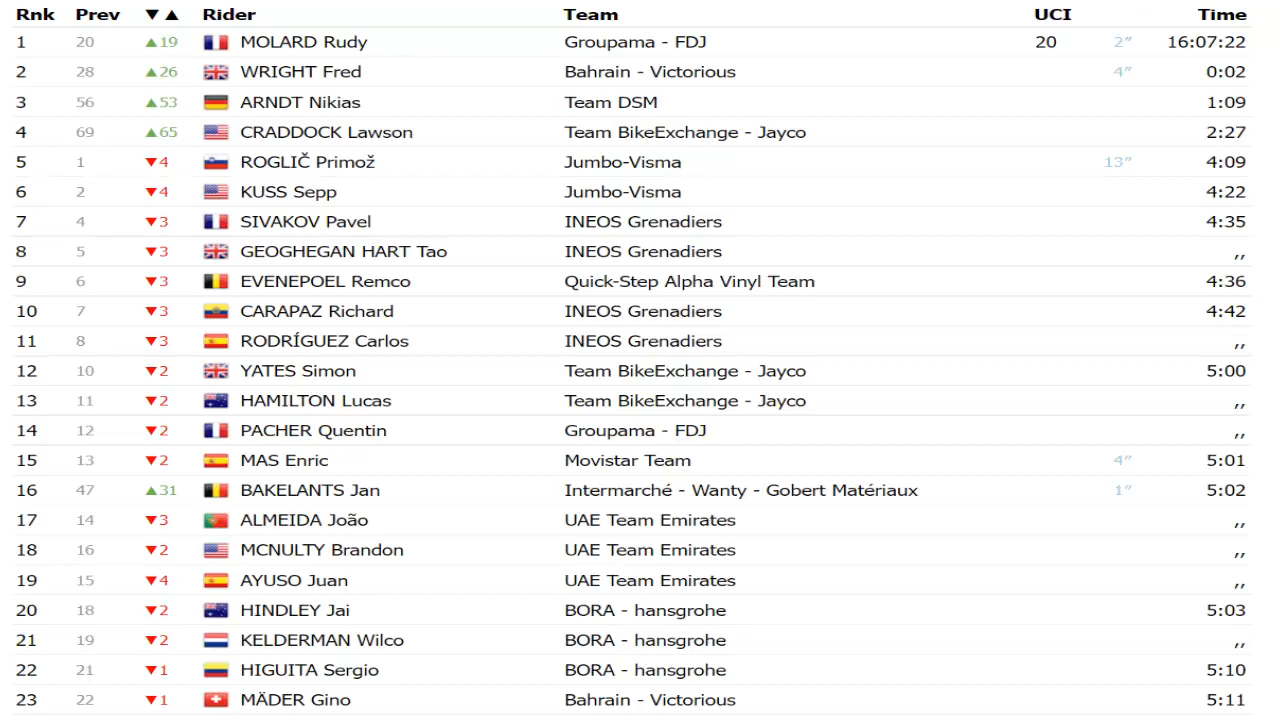 Rnk Prev ▼▲ Rider Team UCI Time
1 20 ▲19 MOLARD Rudy Groupama - FDJ 20 2″ 16:07:22
2 28 ▲26 WRIGHT Fred Bahrain - Victorious 4″ 0:02
3 56 ▲53 ARNDT Nikias Team DSM 1:09
4 69 ▲65 CRADDOCK Lawson Team BikeExchange - Jayco 2:27
5 1 ▼4 ROGLIČ Primož Jumbo-Visma 13″ 4:09
6 2 ▼4 KUSS Sepp Jumbo-Visma 4:22
7 4 ▼3 SIVAKOV Pavel INEOS Grenadiers 4:35
8 5 ▼3 GEOGHEGAN HART Tao INEOS Grenadiers ,,
9 6 ▼3 EVENEPOEL Remco Quick-Step Alpha Vinyl Team 4:36
10 7 ▼3 CARAPAZ Richard INEOS Grenadiers 4:42
11 8 ▼3 RODRÍGUEZ Carlos INEOS Grenadiers ,,
12 10 ▼2 YATES Simon Team BikeExchange - Jayco 5:00
13 11 ▼2 HAMILTON Lucas Team BikeExchange - Jayco ,,
14 12 ▼2 PACHER Quentin Groupama - FDJ ,,
15 13 ▼2 MAS Enric Movistar Team 4″ 5:01
16 47 ▲31 BAKELANTS Jan Intermarché - Wanty - Gobert Matériaux 1″ 5:02
17 14 ▼3 ALMEIDA João UAE Team Emirates ,,
18 16 ▼2 MCNULTY Brandon UAE Team Emirates ,,
19 15 ▼4 AYUSO Juan UAE Team Emirates ,,
20 18 ▼2 HINDLEY Jai BORA - hansgrohe 5:03
21 19 ▼2 KELDERMAN Wilco BORA - hansgrohe ,,
22 21 ▼1 HIGUITA Sergio BORA - hansgrohe 5:10
23 22 ▼1 MÄDER Gino Bahrain - Victorious 5:11